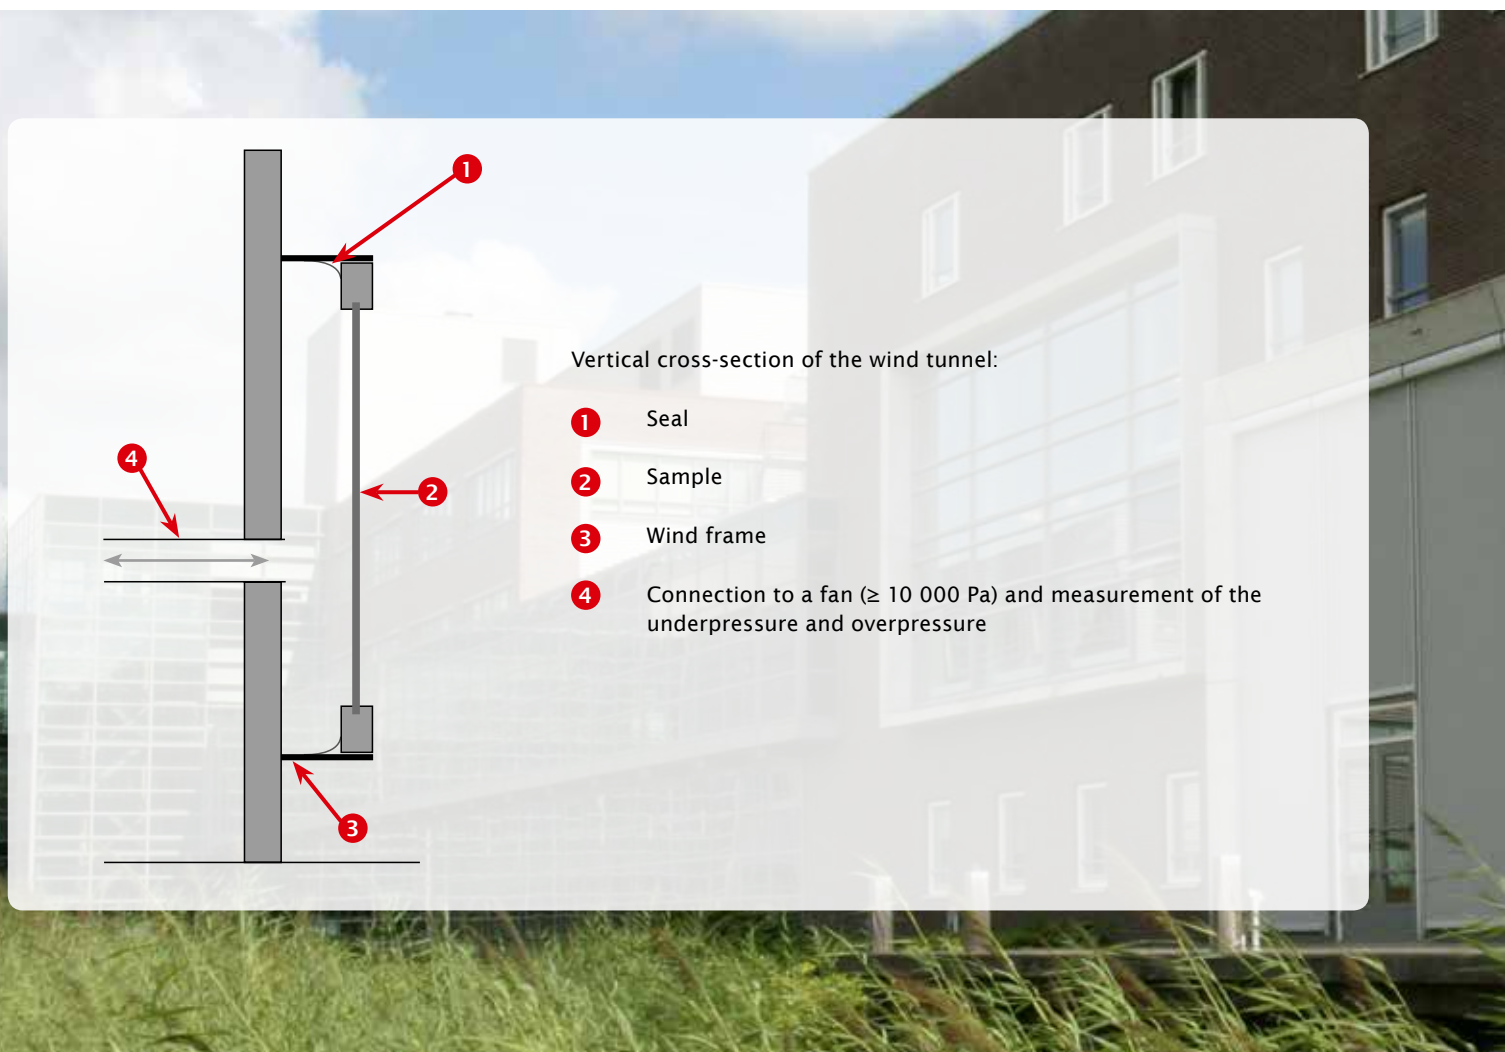 1
4
2
3
Vertical cross-section of the wind tunnel:
1 Seal
2 Sample
3 Wind frame
4 Connection to a fan (≥ 10 000 Pa) and measurement of the
underpressure and overpressure